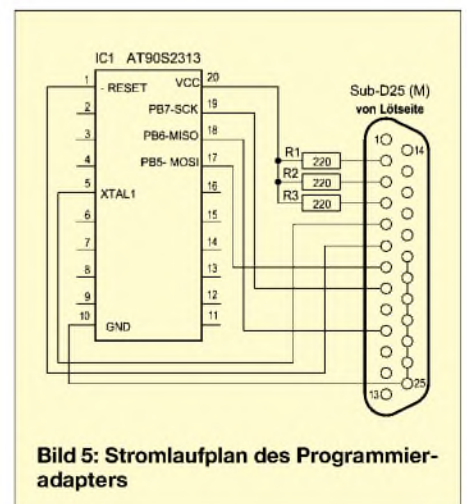 IC1 AT90S2313
1 - RESET VCC 20
2 PB7-SCK 19
3 PB6-MISO 18
4 PB5- MOSI 17
5 XTAL1 16
6 15
7 14
8 13
9 12
10 GND 11
R1 220
R2 220
R3 220
Sub-D25 (M)
von Lötseite
1 14
13 25
Bild 5: Stromlaufplan des Programmier-
adapters